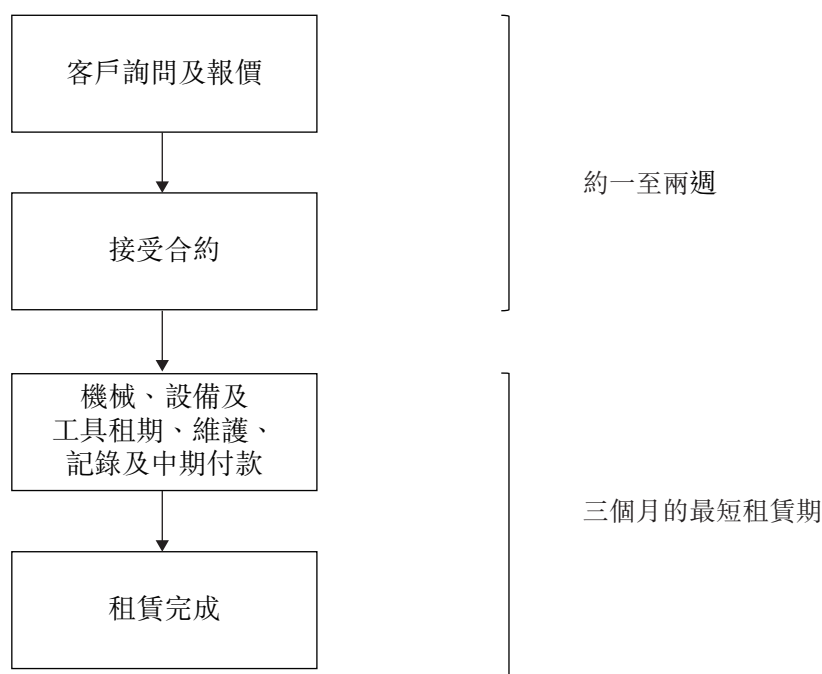 客戶詢問及報價
約一至兩週
接受合約
機械、設備及
工具租期、維護、
記錄及中期付款
三個月的最短租賃期
租賃完成